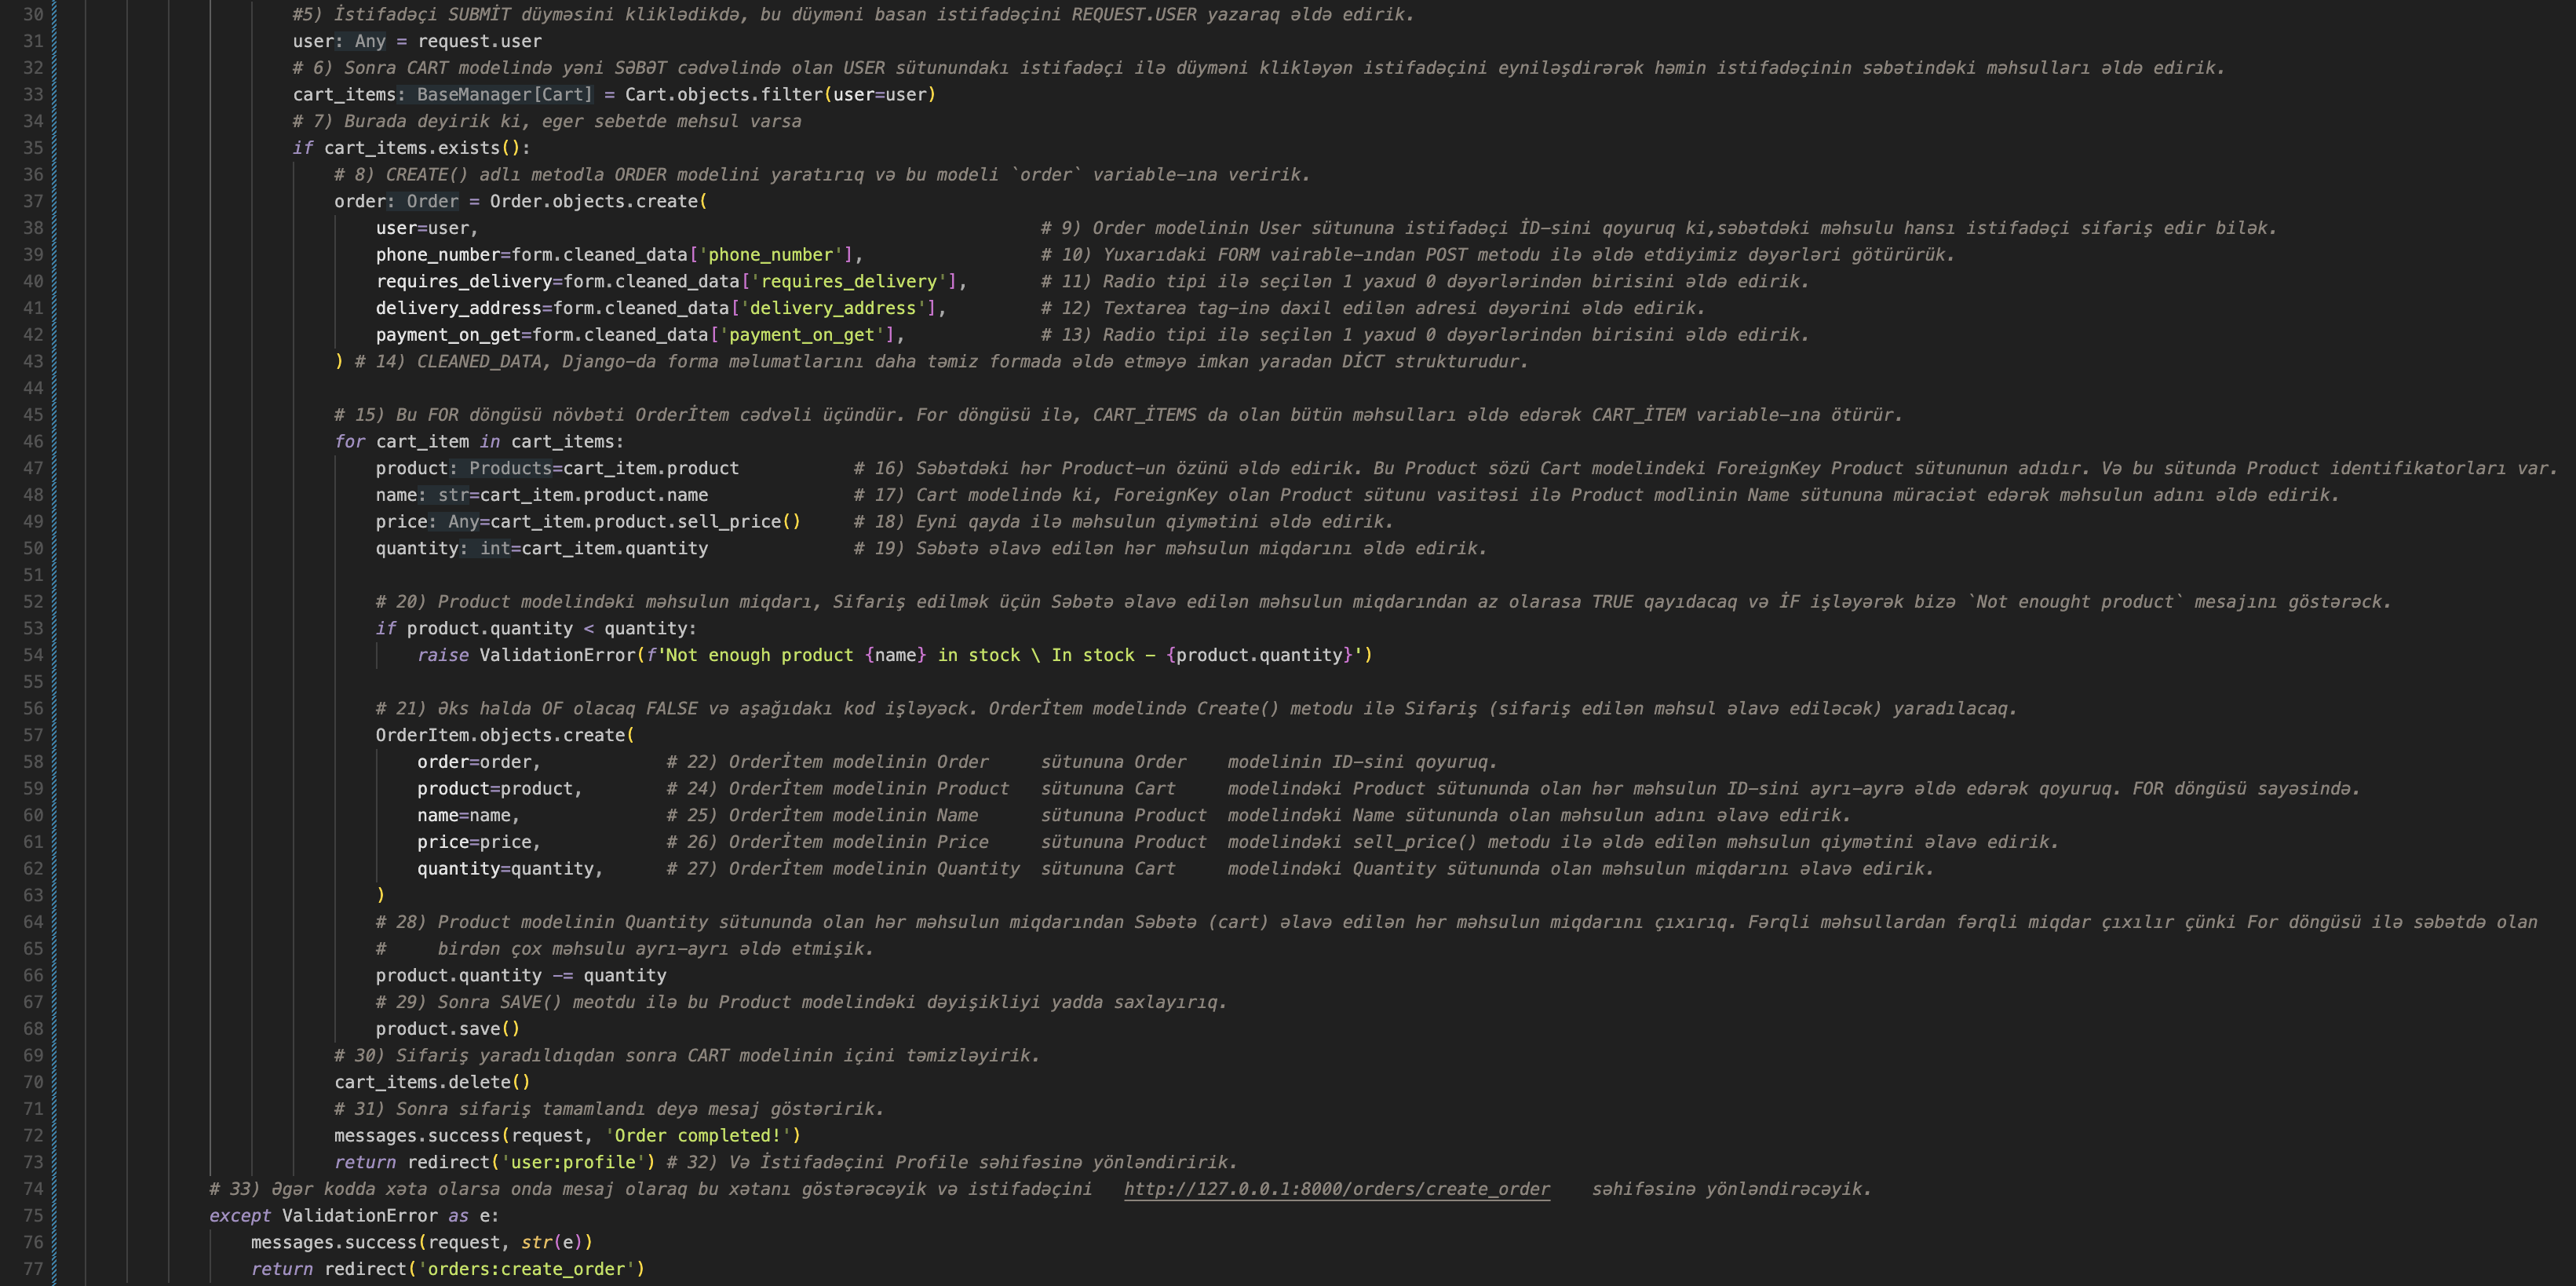 30 #5) İstifadəçi SUBMİT düyməsini kliklədikdə, bu düyməni basan istifadəçini REQUEST.USER yazaraq əldə edirik.
31 user: Any = request.user
32 # 6) Sonra CART modelində yəni SƏBƏT cədvəlində olan USER sütunundakı istifadəçi ilə düyməni klikləyən istifadəçini eyniləşdirərək həmin istifadəçinin səbətindəki məhsulları əldə edirik.
33 cart_items: BaseManager[Cart] = Cart.objects.filter(user=user)
34 # 7) Burada deyirik ki, eger sebetde mehsul varsa
35 if cart_items.exists():
36 # 8) CREATE() adlı metodla ORDER modelini yaratırıq və bu modeli `order` variable-ına veririk.
37 order: Order = Order.objects.create(
38 user=user, # 9) Order modelinin User sütununa istifadəçi İD-sini qoyuruq ki,səbətdəki məhsulu hansı istifadəçi sifariş edir bilək.
39 phone_number=form.cleaned_data['phone_number'], # 10) Yuxarıdaki FORM vairable-ından POST metodu ilə əldə etdiyimiz dəyərləri götürürük.
40 requires_delivery=form.cleaned_data['requires_delivery'], # 11) Radio tipi ilə seçilən 1 yaxud 0 dəyərlərindən birisini əldə edirik.
41 delivery_address=form.cleaned_data['delivery_address'], # 12) Textarea tag-inə daxil edilən adresi dəyərini əldə edirik.
42 payment_on_get=form.cleaned_data['payment_on_get'], # 13) Radio tipi ilə seçilən 1 yaxud 0 dəyərlərindən birisini əldə edirik.
43 ) # 14) CLEANED_DATA, Django-da forma məlumatlarını daha təmiz formada əldə etməyə imkan yaradan DİCT strukturudur.
44
45 # 15) Bu FOR döngüsü növbəti Orderİtem cədvəli üçündür. For döngüsü ilə, CART_İTEMS da olan bütün məhsulları əldə edərək CART_İTEM variable-ına ötürür.
46 for cart_item in cart_items:
47 product: Products=cart_item.product # 16) Səbətdəki hər Product-un özünü əldə edirik. Bu Product sözü Cart modelindeki ForeignKey Product sütununun adıdır. Və bu sütunda Product identifikatorları var.
48 name: str=cart_item.product.name # 17) Cart modelində ki, ForeignKey olan Product sütunu vasitəsi ilə Product modlinin Name sütununa müraciət edərək məhsulun adını əldə edirik.
49 price: Any=cart_item.product.sell_price() # 18) Eyni qayda ilə məhsulun qiymətini əldə edirik.
50 quantity: int=cart_item.quantity # 19) Səbətə əlavə edilən hər məhsulun miqdarını əldə edirik.
51
52 # 20) Product modelindəki məhsulun miqdarı, Sifariş edilmək üçün Səbətə əlavə edilən məhsulun miqdarından az olarasa TRUE qayıdacaq və İF işləyərək bizə `Not enought product` mesajını göstərəck.
53 if product.quantity < quantity:
54 raise ValidationError(f'Not enough product {name} in stock \ In stock - {product.quantity}')
55
56 # 21) Əks halda OF olacaq FALSE və aşağıdakı kod işləyəck. Orderİtem modelində Create() metodu ilə Sifariş (sifariş edilən məhsul əlavə ediləcək) yaradılacaq.
57 OrderItem.objects.create(
58 order=order, # 22) Orderİtem modelinin Order sütununa Order modelinin ID-sini qoyuruq.
59 product=product, # 24) Orderİtem modelinin Product sütununa Cart modelindəki Product sütununda olan hər məhsulun ID-sini ayrı-ayrə əldə edərək qoyuruq. FOR döngüsü sayəsində.
60 name=name, # 25) Orderİtem modelinin Name sütununa Product modelindəki Name sütununda olan məhsulun adını əlavə edirik.
61 price=price, # 26) Orderİtem modelinin Price sütununa Product modelindəki sell_price() metodu ilə əldə edilən məhsulun qiymətini əlavə edirik.
62 quantity=quantity, # 27) Orderİtem modelinin Quantity sütununa Cart modelindəki Quantity sütununda olan məhsulun miqdarını əlavə edirik.
63 )
64 # 28) Product modelinin Quantity sütununda olan hər məhsulun miqdarından Səbətə (cart) əlavə edilən hər məhsulun miqdarını çıxırıq. Fərqli məhsullardan fərqli miqdar çıxılır çünki For döngüsü ilə səbətdə olan
65 # birdən çox məhsulu ayrı-ayrı əldə etmişik.
66 product.quantity -= quantity
67 # 29) Sonra SAVE() meotdu ilə bu Product modelindəki dəyişikliyi yadda saxlayırıq.
68 product.save()
69 # 30) Sifariş yaradıldıqdan sonra CART modelinin içini təmizləyirik.
70 cart_items.delete()
71 # 31) Sonra sifariş tamamlandı deyə mesaj göstəririk.
72 messages.success(request, 'Order completed!')
73 return redirect('user:profile') # 32) Və İstifadəçini Profile səhifəsinə yönləndiririk.
74 # 33) Əgər kodda xəta olarsa onda mesaj olaraq bu xətanı göstərəcəyik və istifadəçini http://127.0.0.1:8000/orders/create_order səhifəsinə yönləndirəcəyik.
75 except ValidationError as e:
76 messages.success(request, str(e))
77 return redirect('orders:create_order')